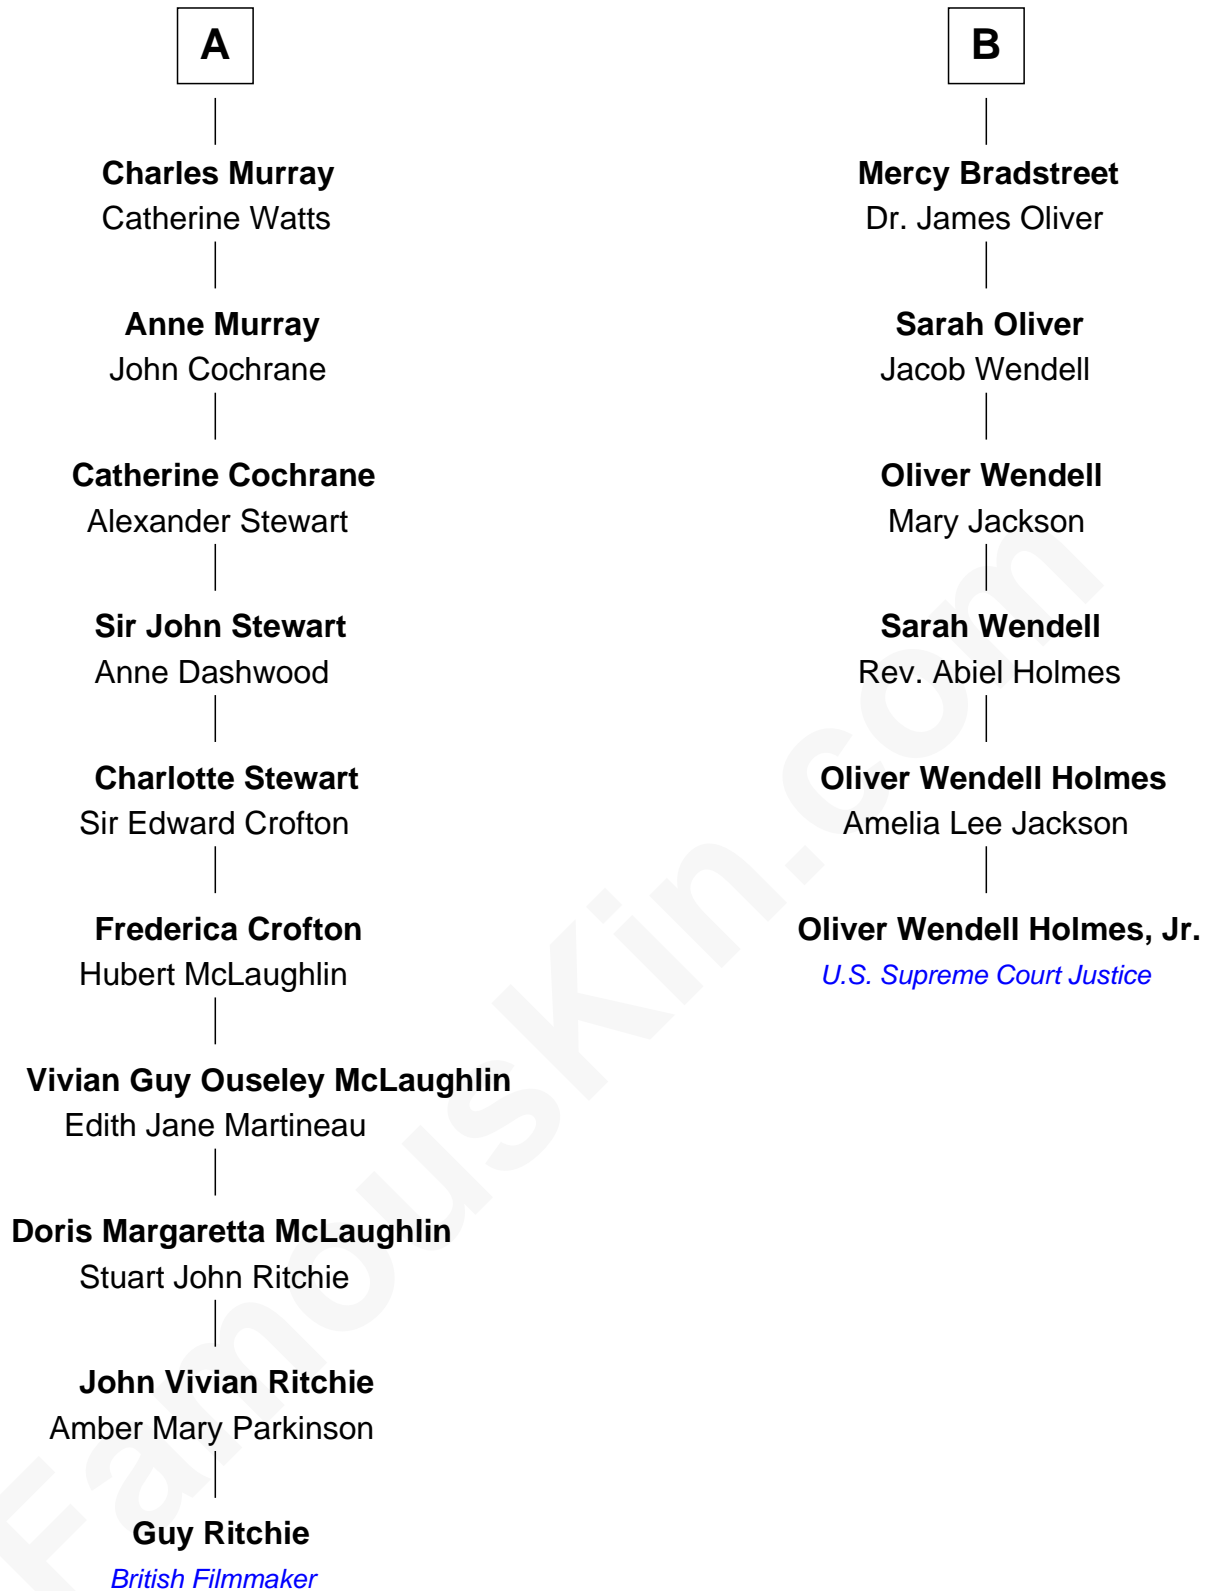 A
Charles Murray
Catherine Watts
Anne Murray
John Cochrane
Catherine Cochrane
Alexander Stewart
Sir John Stewart
Anne Dashwood
Charlotte Stewart
Sir Edward Crofton
Frederica Crofton
Hubert McLaughlin
Vivian Guy Ouseley McLaughlin
Edith Jane Martineau
Doris Margaretta McLaughlin
Stuart John Ritchie
John Vivian Ritchie
Amber Mary Parkinson
Guy Ritchie
British Filmmaker
B
Mercy Bradstreet
Dr. James Oliver
Sarah Oliver
Jacob Wendell
Oliver Wendell
Mary Jackson
Sarah Wendell
Rev. Abiel Holmes
Oliver Wendell Holmes
Amelia Lee Jackson
Oliver Wendell Holmes, Jr.
U.S. Supreme Court Justice
FamousKin.com